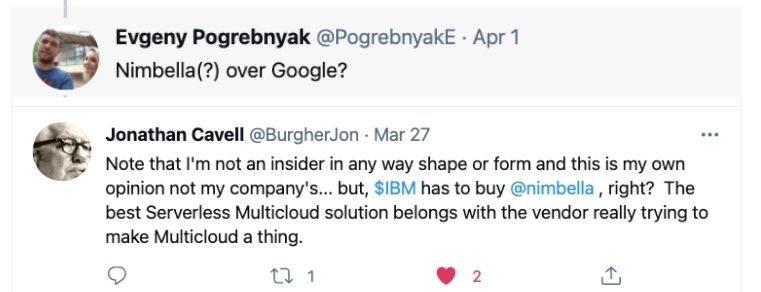 Evgeny Pogrebnyak @PogrebnyakE · Apr 1
Nimbella(?) over Google?
Jonathan Cavell @BurgherJon · Mar 27
Note that I'm not an insider in any way shape or form and this is my own
opinion not my company's... but, $IBM has to buy @nimbella , right?  The
best Serverless Multicloud solution belongs with the vendor really trying to
make Multicloud a thing.
1 2